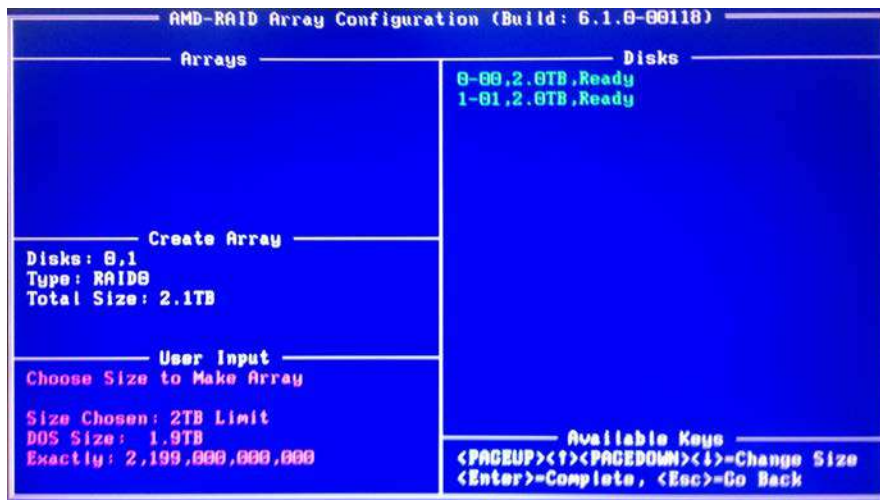 AMD-RAID Array Configuration (Build: 6.1.0-00118)
Arrays
Disks
0-00,2.0TB,Ready
1-01,2.0TB,Ready
Create Array
Disks: 0,1
Type: RAID0
Total Size: 2.1TB
User Input
Choose Size to Make Array
Size Chosen: 2TB Limit
DOS Size: 1.9TB
Exactly: 2,199,000,000,000
Available Keys
<PAGEUP><↑><PAGEDOWN><↓>=Change Size
<Enter>=Complete, <Esc>=Go Back